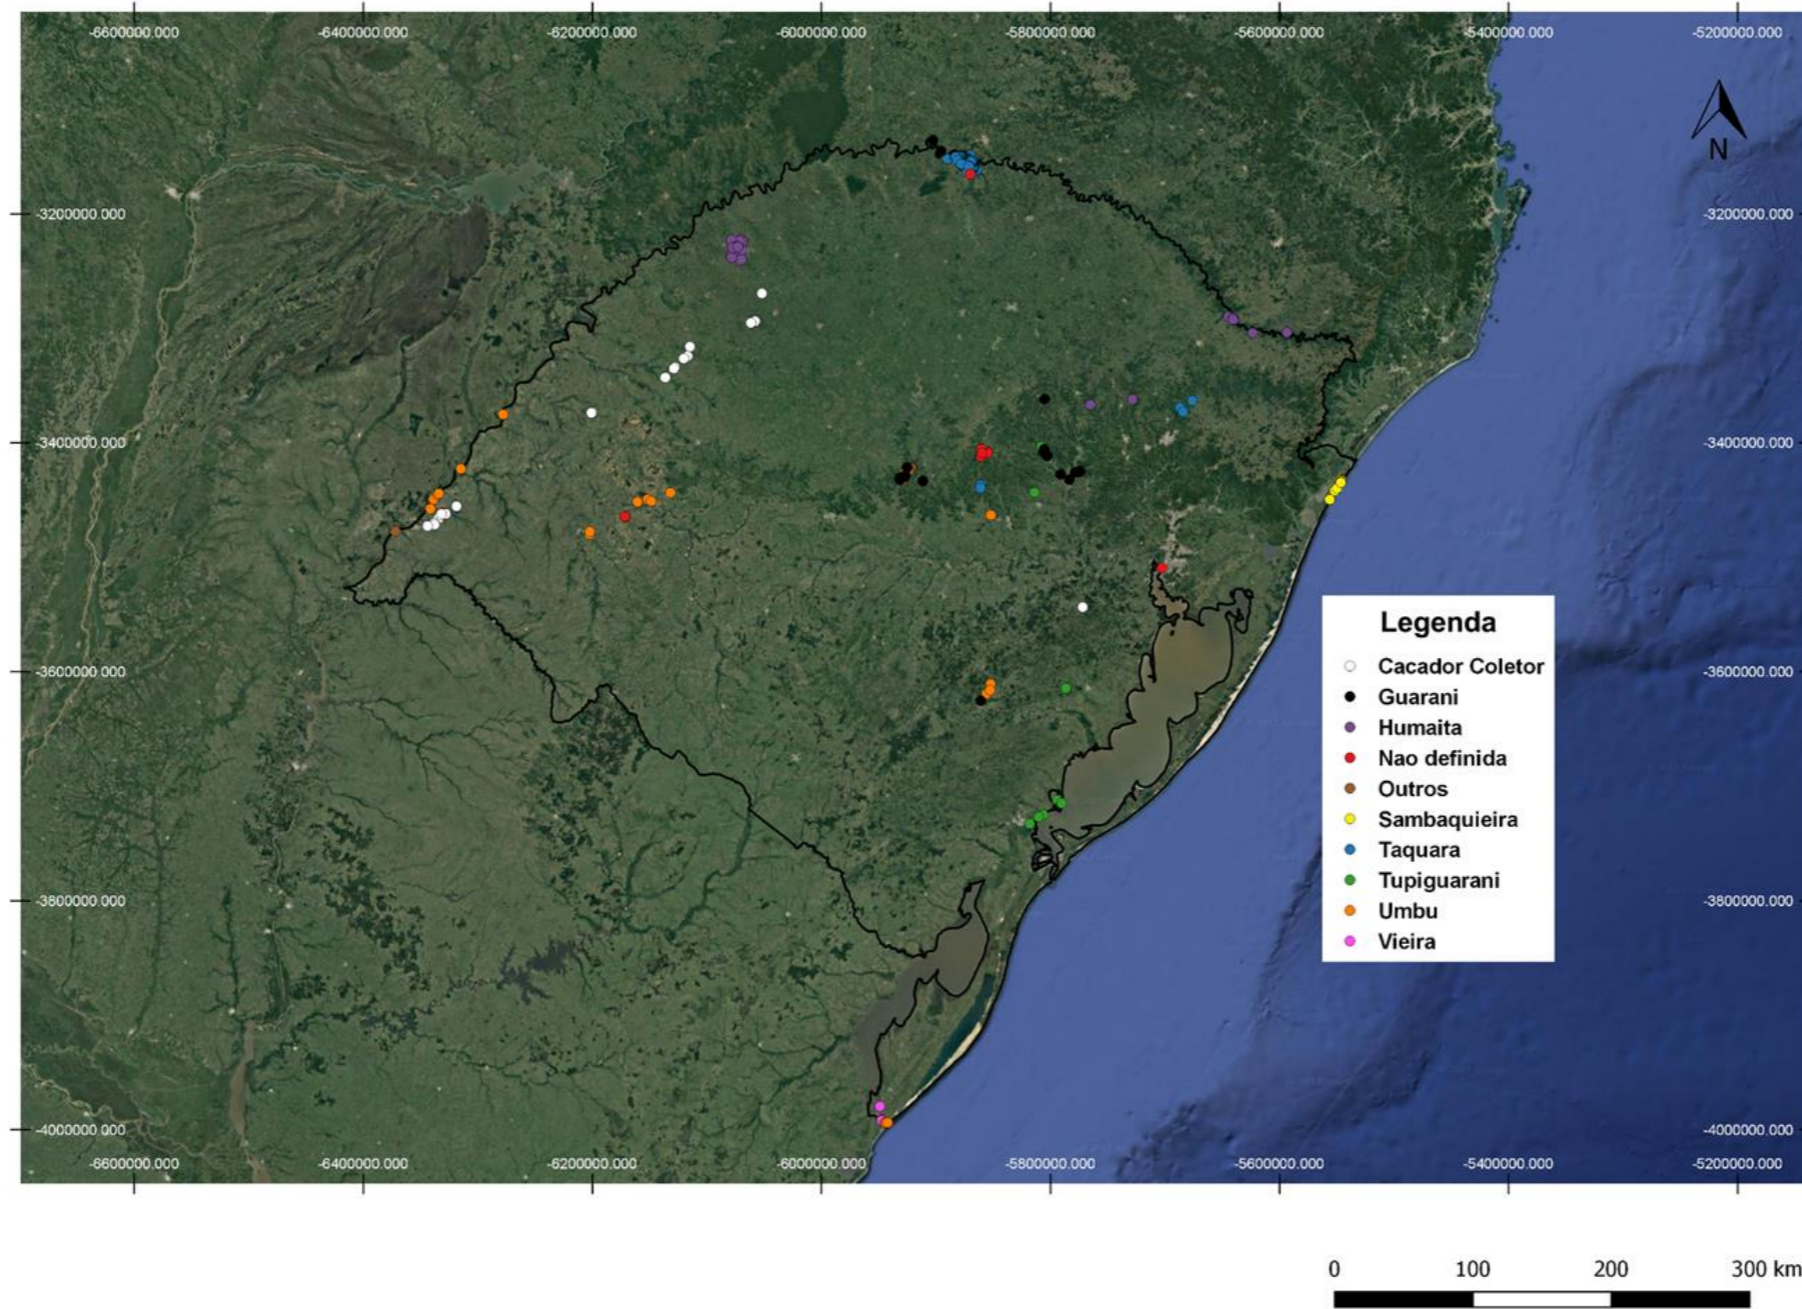 -6600000.000 -6400000.000 -6200000.000 -6000000.000 -5800000.000 -5600000.000 -5400000.000 -5200000.000
N
-3200000.000 -3200000.000
-3400000.000 -3400000.000
Legenda
Cacador Coletor
-3600000.000 -3600000.000
Guarani
Humaita
Nao definida
Outros
Sambaquieira
Taquara
Tupiguarani
-3800000.000 -3800000.000
Umbu
Vieira
-4000000.000 -4000000.000
-6600000.000 -6400000.000 -6200000.000 -6000000.000 -5800000.000 -5600000.000 -5400000.000 -5200000.000
0 100 200 300 km